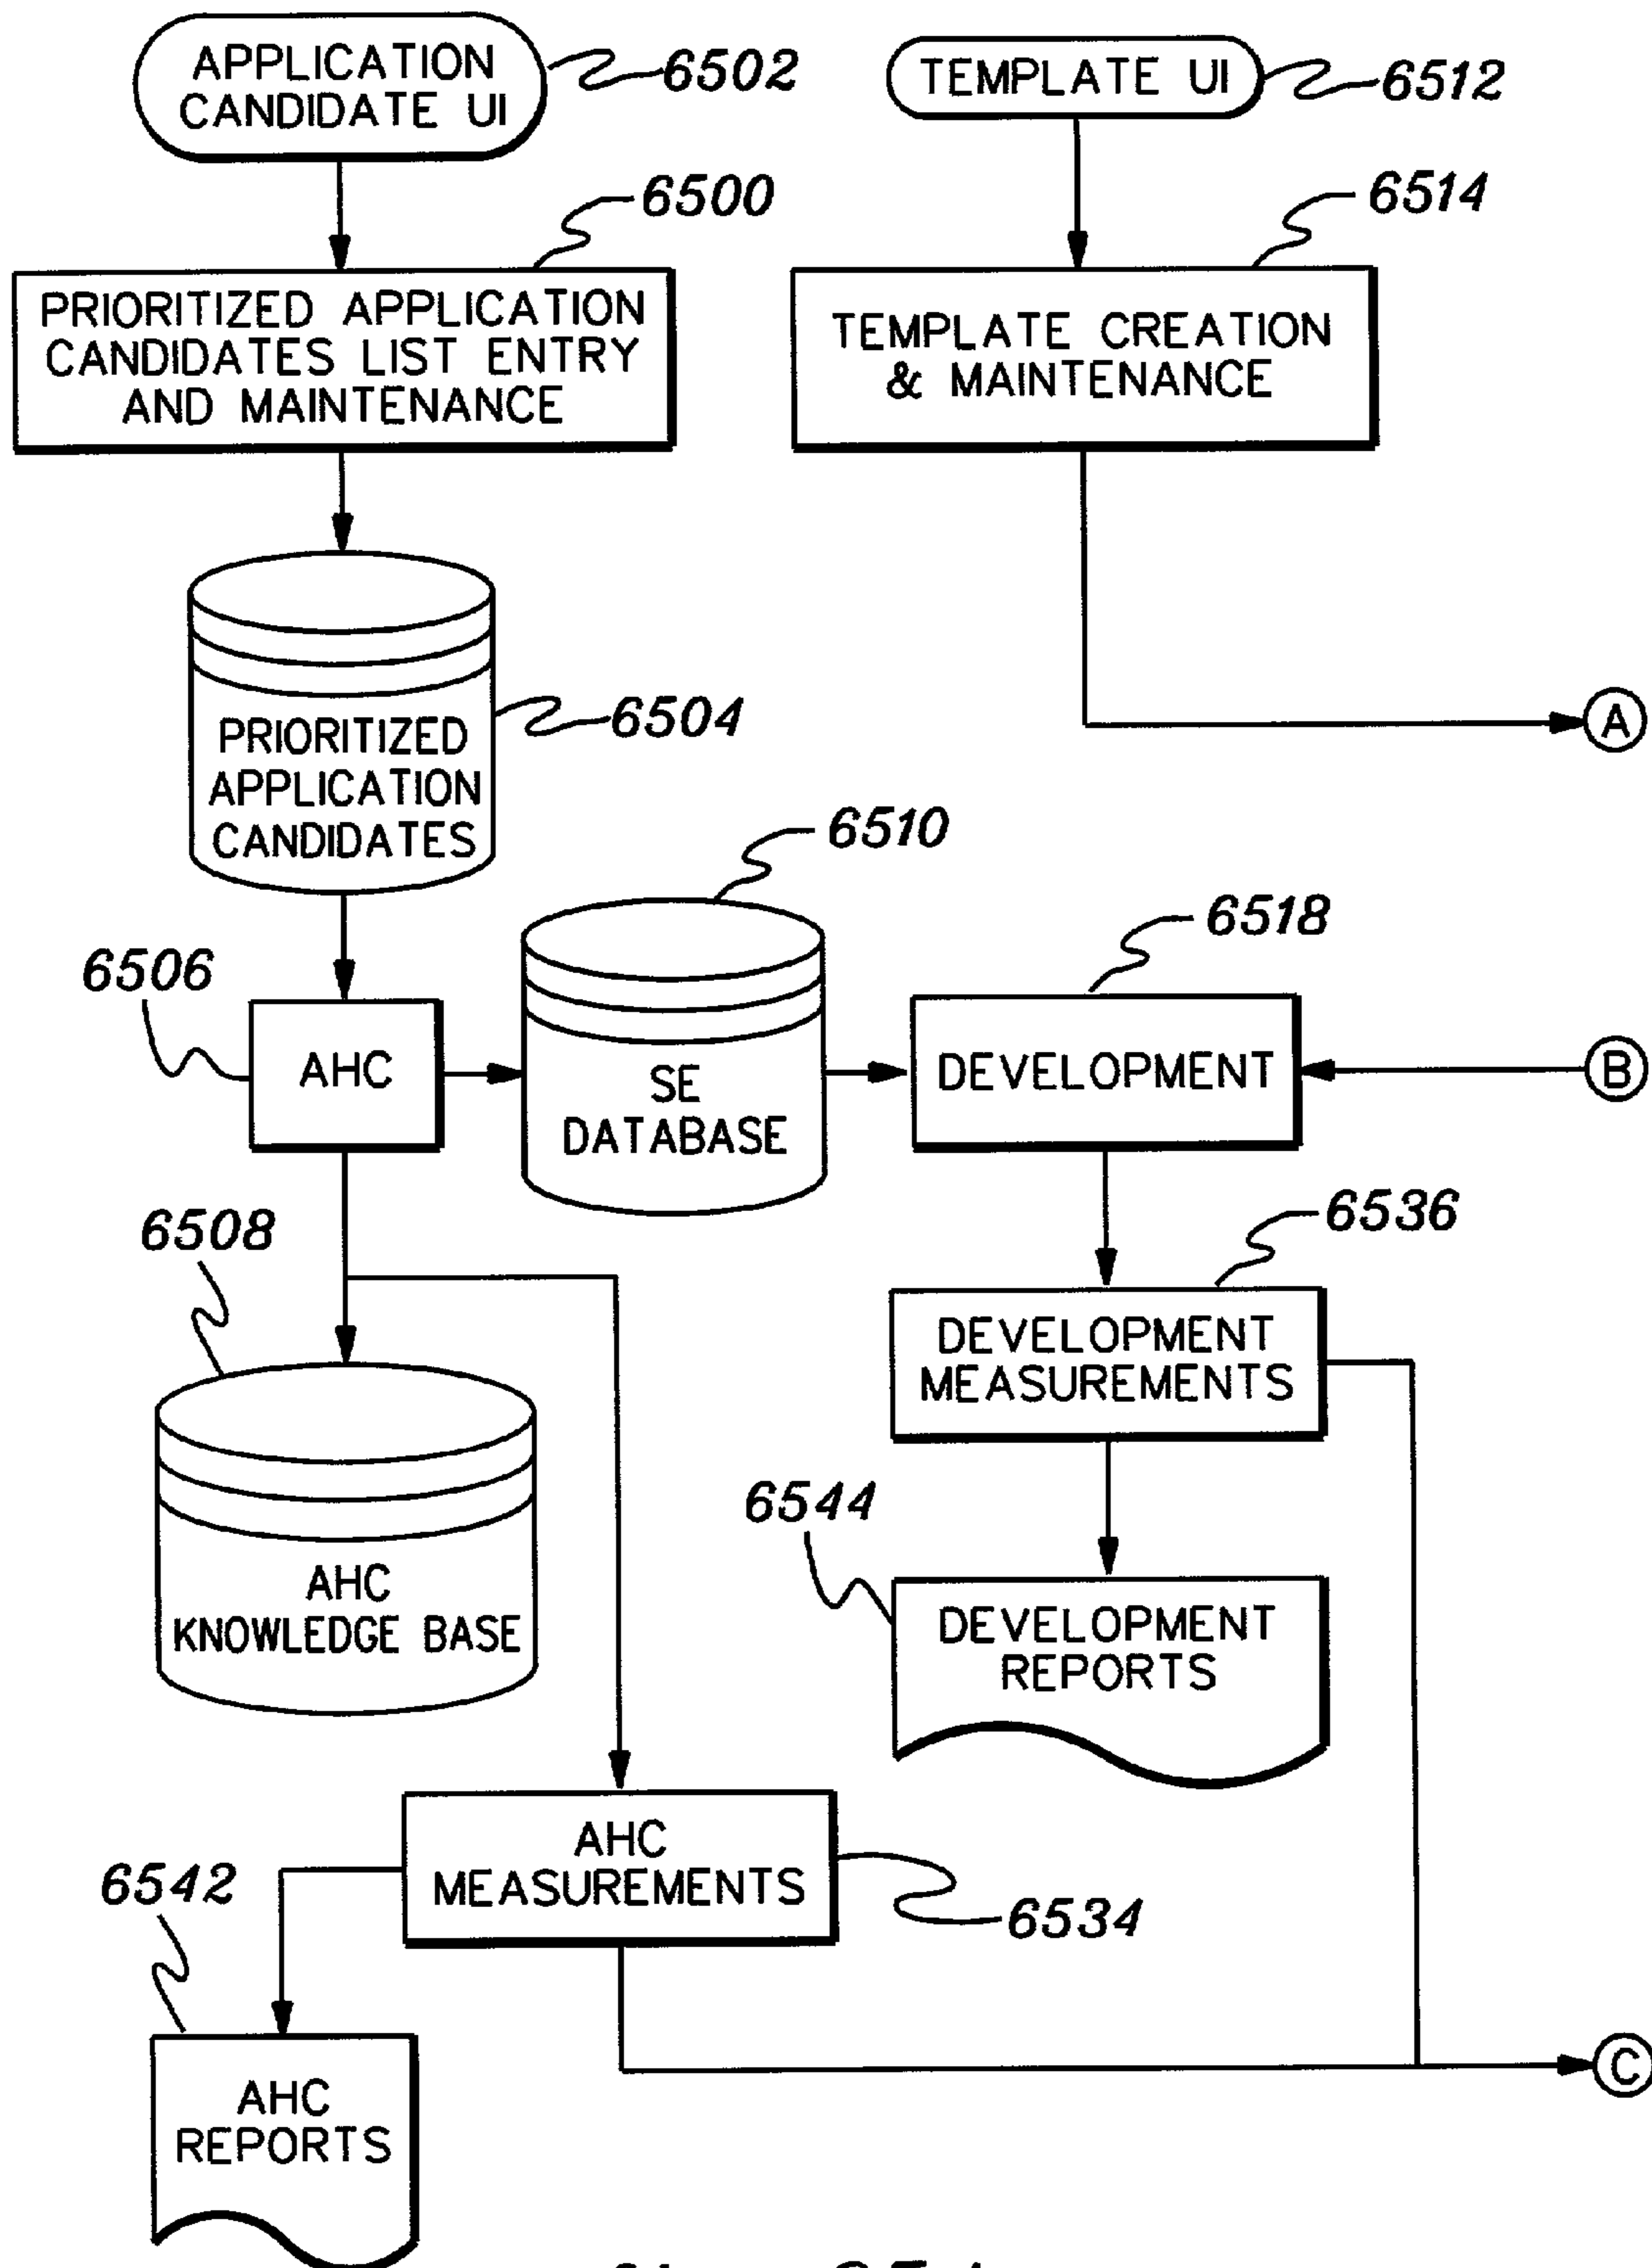 APPLICATION
CANDIDATE UI
6502
TEMPLATE UI
6512
6500
6514
PRIORITIZED APPLICATION
CANDIDATES LIST ENTRY
AND MAINTENANCE
TEMPLATE CREATION
& MAINTENANCE
PRIORITIZED
APPLICATION
CANDIDATES
6504
A
6510
6518
6506
AHC
SE
DATABASE
DEVELOPMENT
B
6508
6536
DEVELOPMENT
MEASUREMENTS
AHC
KNOWLEDGE BASE
6544
DEVELOPMENT
REPORTS
AHC
MEASUREMENTS
6534
6542
AHC
REPORTS
C